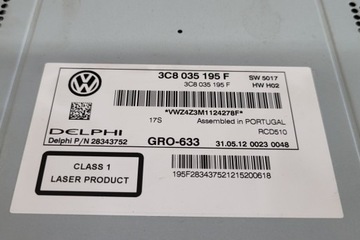 3C8 035 195 F
SW 5017
3C8 035 195 F
HW H02
*VWZ4Z3M1124278F*
17S
Assembled in PORTUGAL
RCD510
DELPHI
Delphi P/N 28343752
GRO-633
31.05.12 0023 0048
CLASS 1
LASER PRODUCT
195F283437521215200618